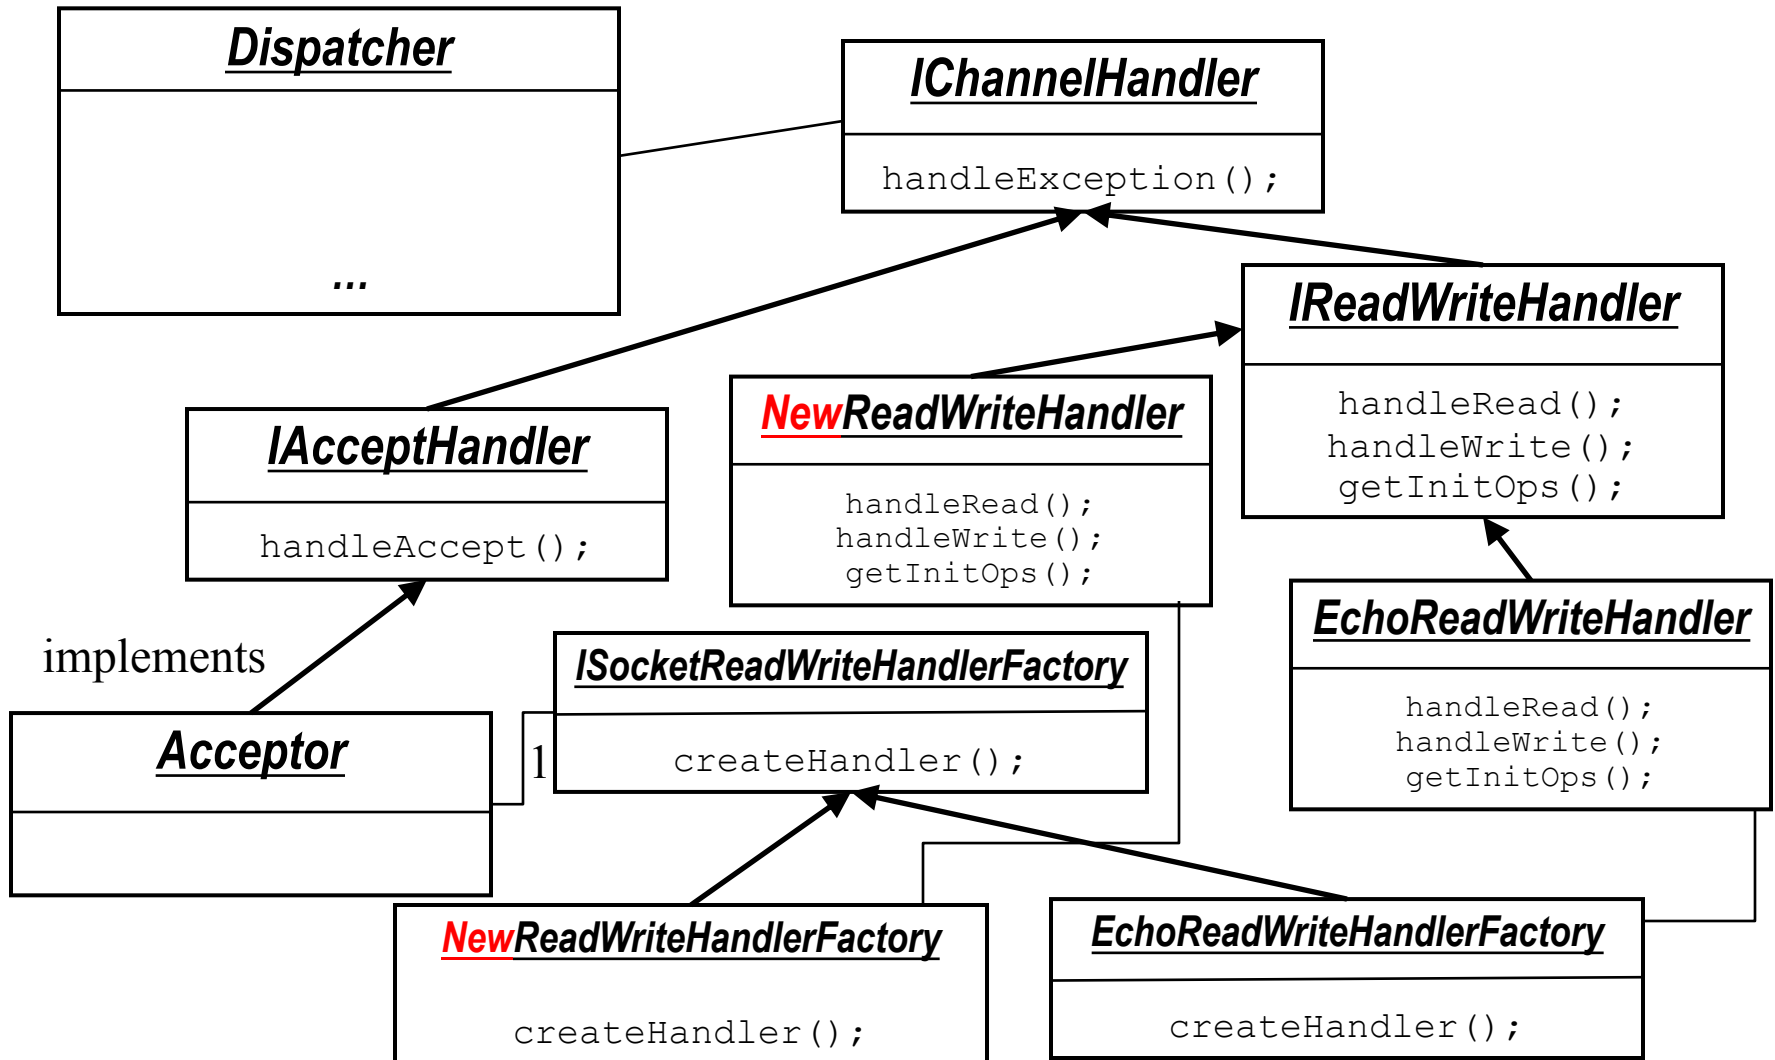 Dispatcher
...
IChannelHandler
handleException();
IReadWriteHandler
handleRead();
handleWrite();
getInitOps();
NewReadWriteHandler
handleRead();
handleWrite();
getInitOps();
IAcceptHandler
handleAccept();
implements
EchoReadWriteHandler
handleRead();
handleWrite();
getInitOps();
ISocketReadWriteHandlerFactory
createHandler();
1
Acceptor
NewReadWriteHandlerFactory
createHandler();
EchoReadWriteHandlerFactory
createHandler();